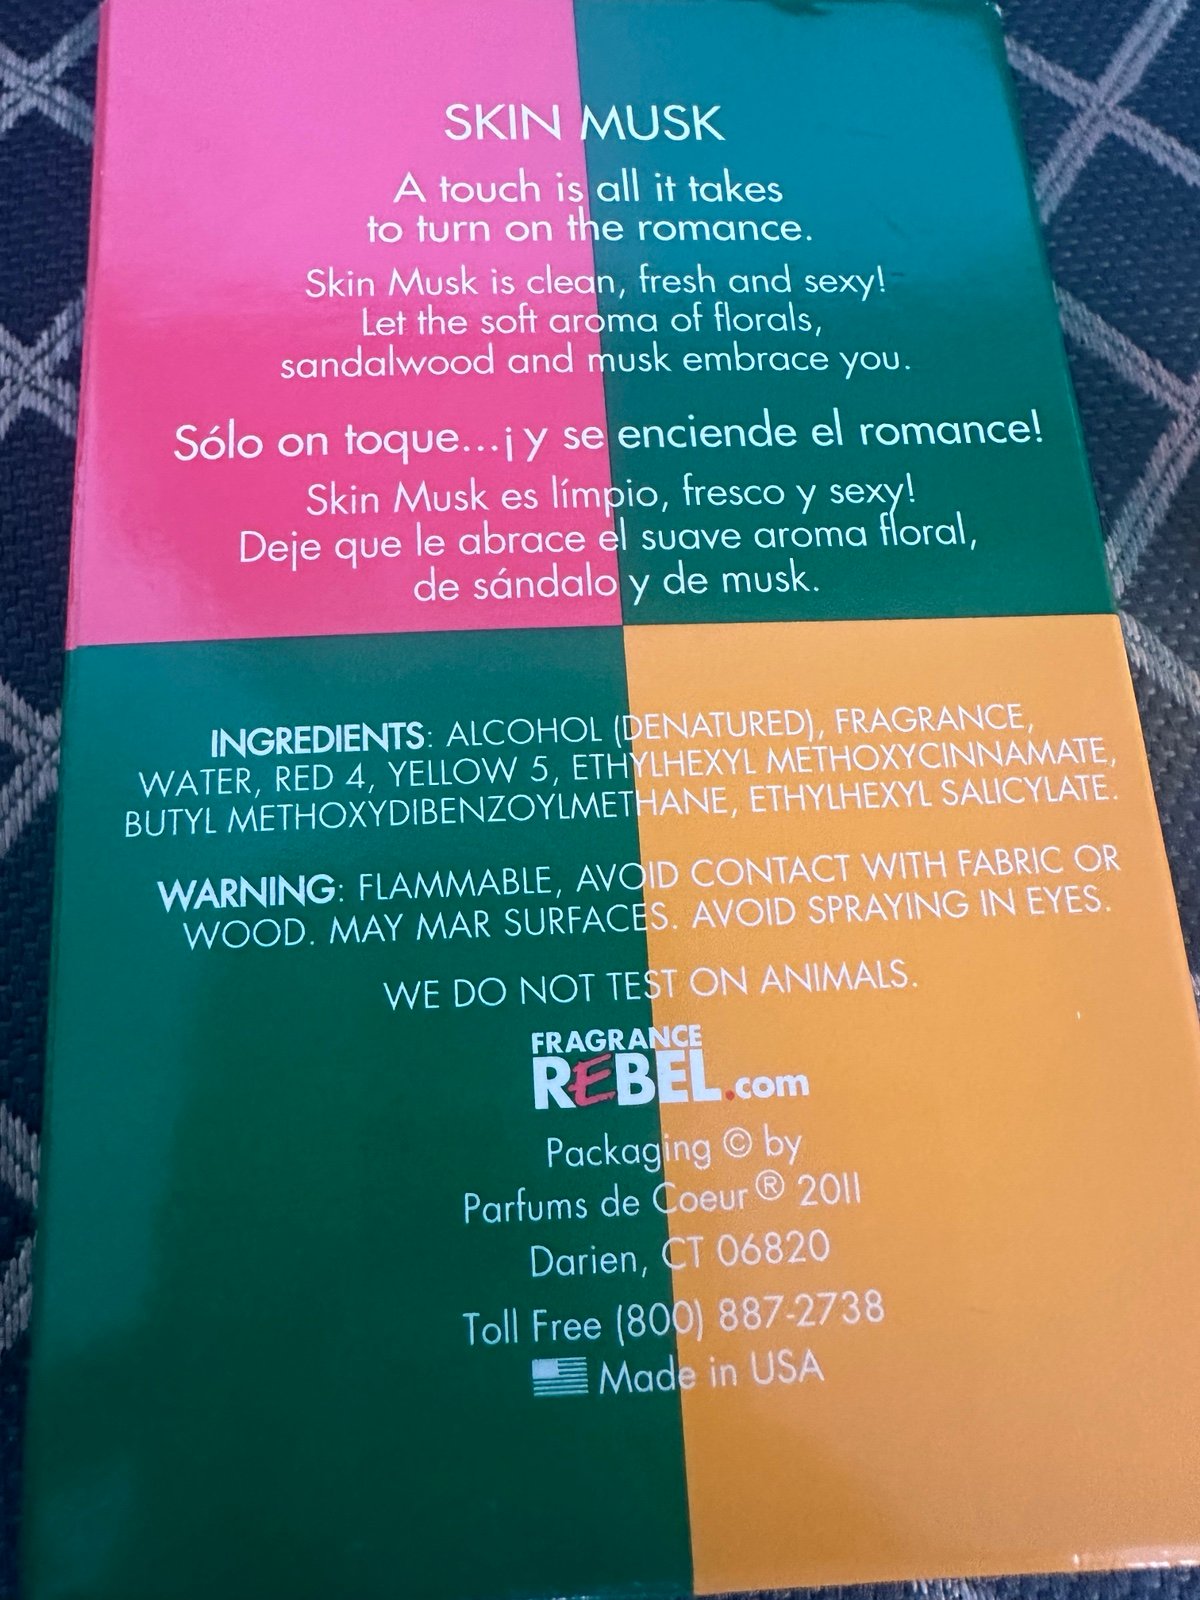 SKIN MUSK
A touch is all it takes
to turn on the romance.
Skin Musk is clean, fresh and sexy!
Let the soft aroma of florals,
sandalwood and musk embrace you.
Sólo on toque...¡y se enciende el romance!
Skin Musk es límpio, fresco y sexy!
Deje que le abrace el suave aroma floral,
de sándalo y de musk.
INGREDIENTS: ALCOHOL (DENATURED), FRAGRANCE,
WATER, RED 4, YELLOW 5, ETHYLHEXYL METHOXYCINNAMATE,
BUTYL METHOXYDIBENZOYLMETHANE, ETHYLHEXYL SALICYLATE.
WARNING: FLAMMABLE, AVOID CONTACT WITH FABRIC OR
WOOD. MAY MAR SURFACES. AVOID SPRAYING IN EYES.
WE DO NOT TEST ON ANIMALS.
FRAGRANCE
REBEL.com
Packaging © by
Parfums de Coeur® 2011
Darien, CT 06820
Toll Free (800) 887-2738
Made in USA